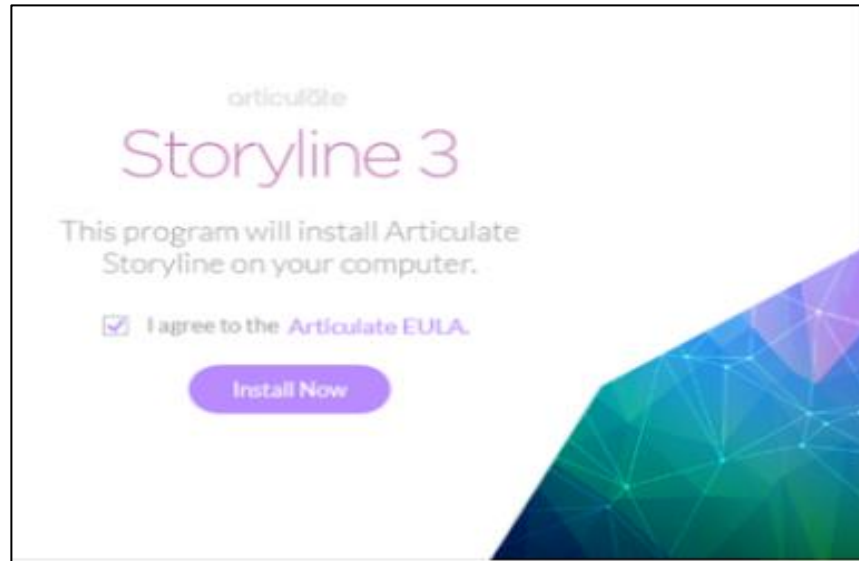 articulate
Storyline 3
This program will install Articulate
Storyline on your computer.
I agree to the Articulate EULA.
Install Now